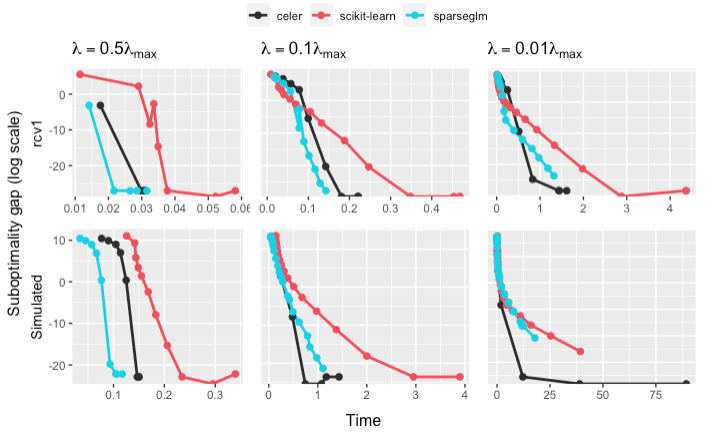 celer scikit-learn sparseglm
λ = 0.5λmax λ = 0.1λmax λ = 0.01λmax
Suboptimality gap (log scale)
rcv1
0
-10
-20
0.01 0.02 0.03 0.04 0.05 0.06
0.0 0.1 0.2 0.3 0.4
0 1 2 3 4
Simulated
10
0
-10
-20
0.1 0.2 0.3
0 1 2 3 4
0 25 50 75
Time